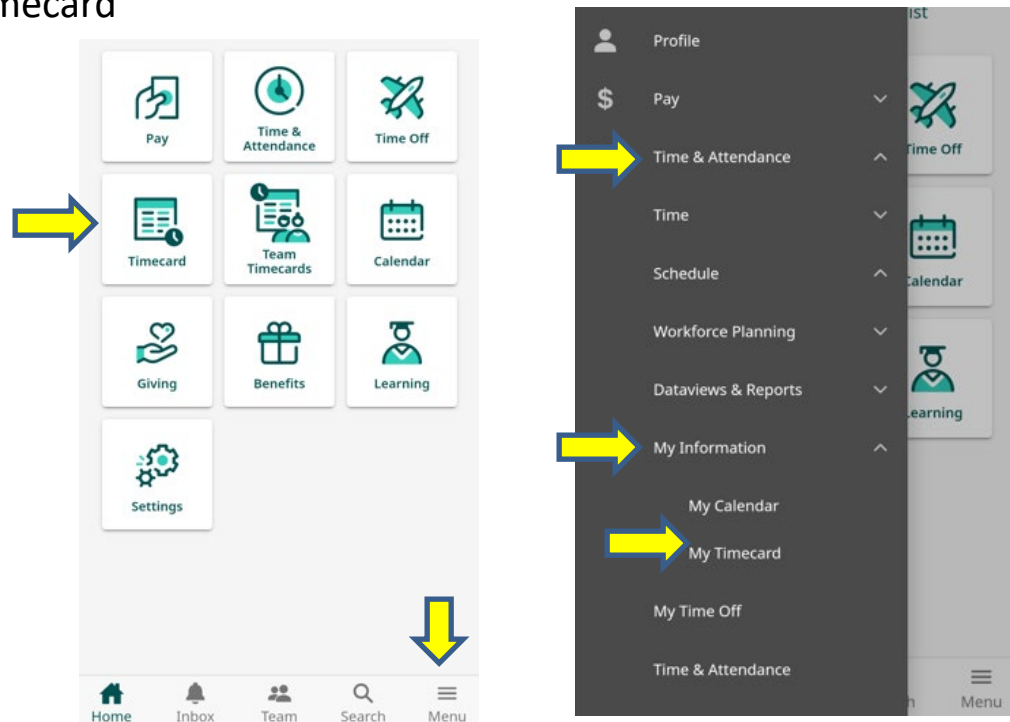 Pay
Time &
Attendance
Time Off
Timecard
Team
Timecards
Calendar
Giving
Benefits
Learning
Settings
Home
Inbox
Team
Search
Menu
Profile
$
Pay
Time & Attendance
Time
Schedule
Workforce Planning
Dataviews & Reports
My Information
My Calendar
My Timecard
My Time Off
Time & Attendance
Time Off
Calendar
Learning
Menu